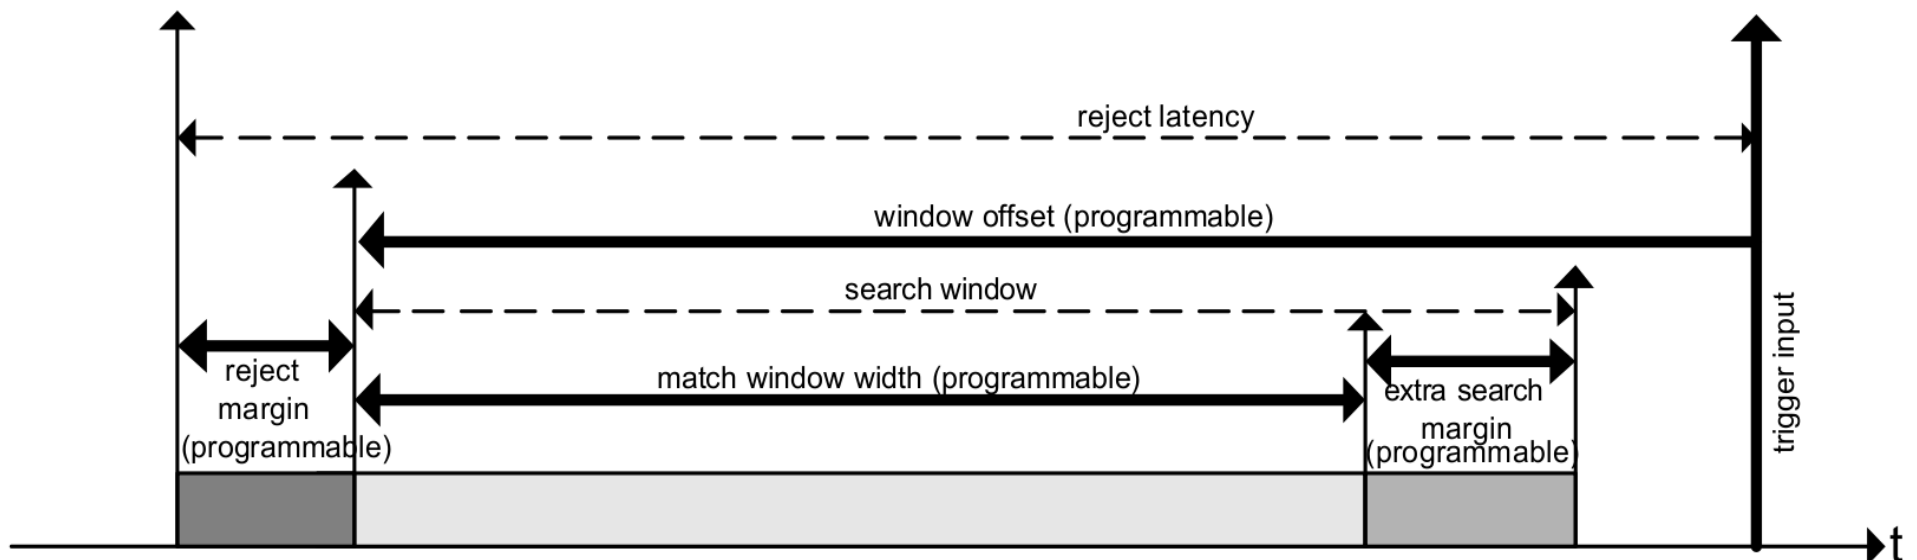 reject latency
window offset (programmable)
search window
reject
margin
(programmable)
match window width (programmable)
extra search
margin
(programmable)
trigger input
t